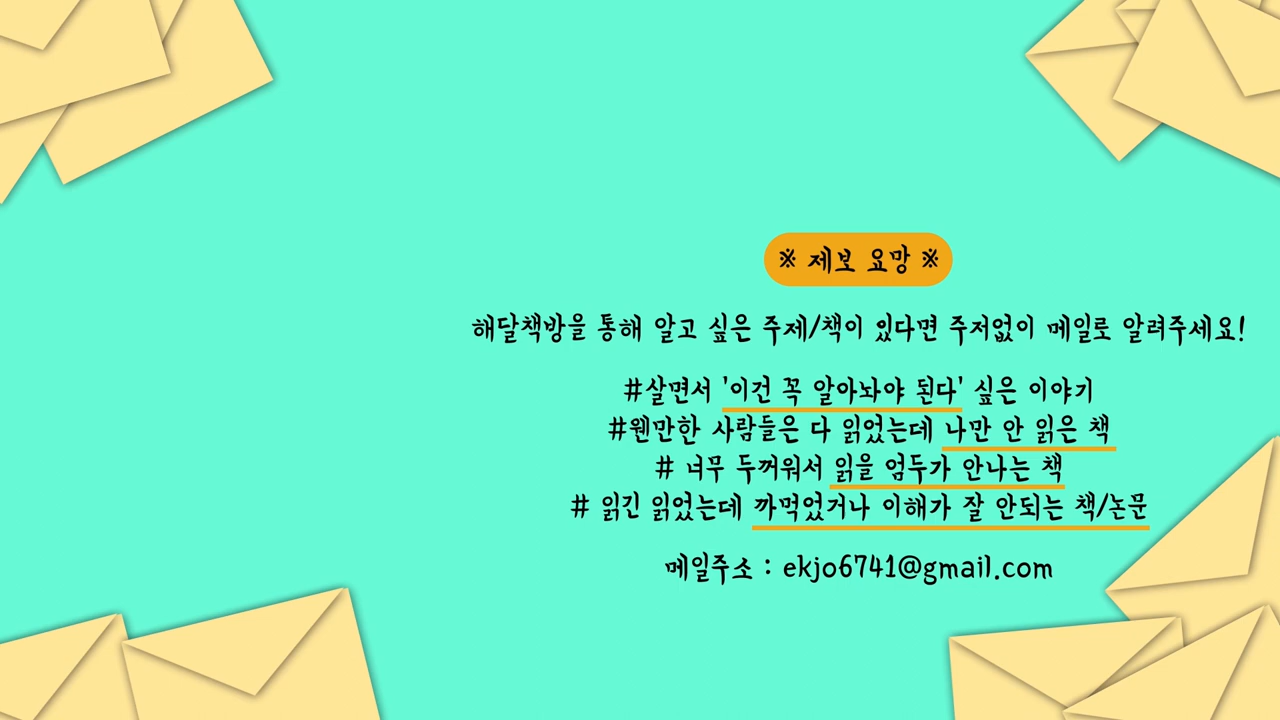 ※ 제보 요망 ※
해달책방을 통해 알고 싶은 주제/책이 있다면 주저없이 메일로 알려주세요!
#살면서 '이건 꼭 알아놔야 된다' 싶은 이야기
#웬만한 사람들은 다 읽었는데 나만 안 읽은 책
# 너무 두꺼워서 읽을 엄두가 안나는 책
# 읽긴 읽었는데 까먹었거나 이해가 잘 안되는 책/논문
메일주소 : ekjo6741@gmail.com